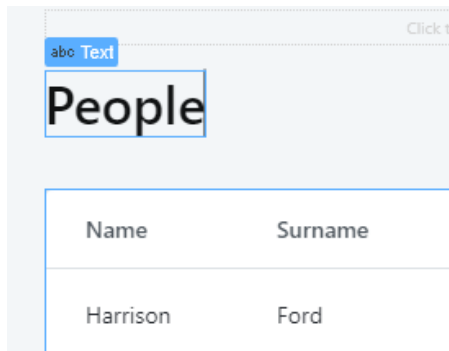 Click t
abc Text
People
Name Surname
Harrison Ford